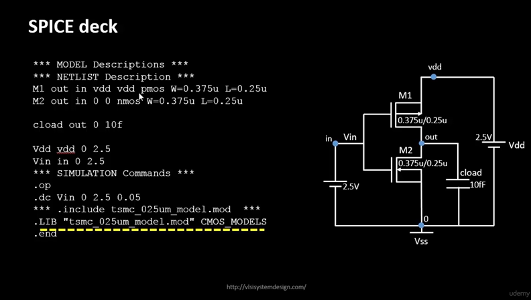 SPICE deck
*** MODEL Descriptions ***
*** NETLIST Description ***
M1 out in vdd vdd pmos W=0.375u L=0.25u
M2 out in 0 0 nmos W=0.375u L=0.25u
cload out 0 10f
Vdd vdd 0 2.5
Vin in 0 2.5
*** SIMULATION Commands ***
.op
.dc Vin 0 2.5 0.05
*** .include tsmc_025um_model.mod ***
.LIB "tsmc_025um_model.mod" CMOS_MODELS
.end
vdd
M1
0.375u/0.25u
in
Vin
out
2.5V
Vdd
M2
0.375u/0.25u
cload
10fF
2.5V
0
Vss
http://vlsisystemdesign.com/
udemy